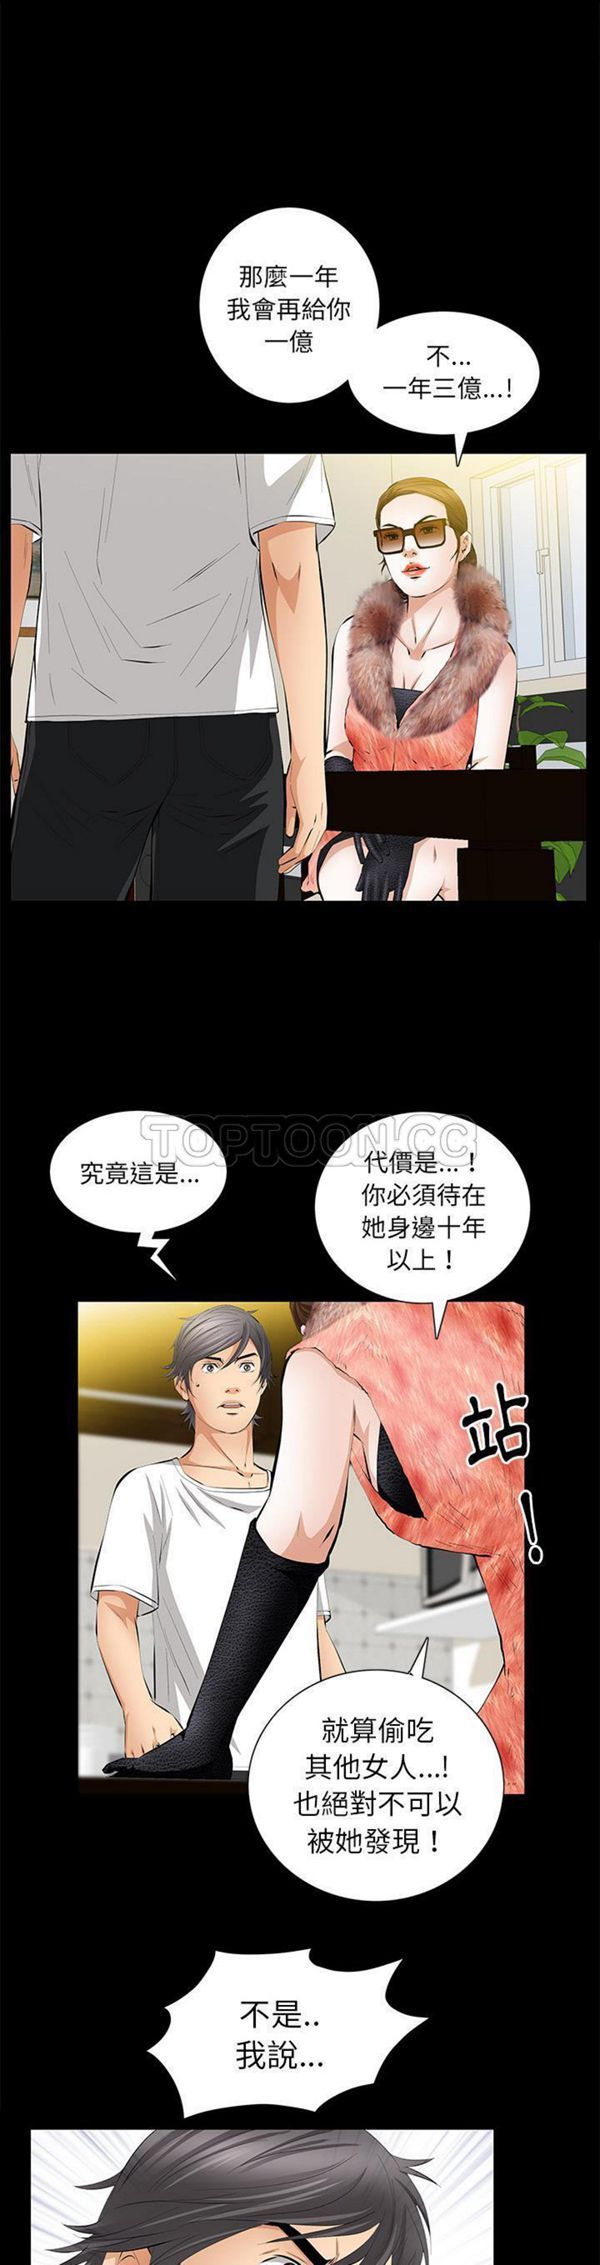 那麼一年
我會再給你
一億
不...
一年三億...!
TOPTOON.CC
究竟這是...
代價是...！
你必須待在
她身邊十年
以上！
站
！
就算偷吃
其他女人...!
也絕對不可以
被她發現！
不是..
我說...